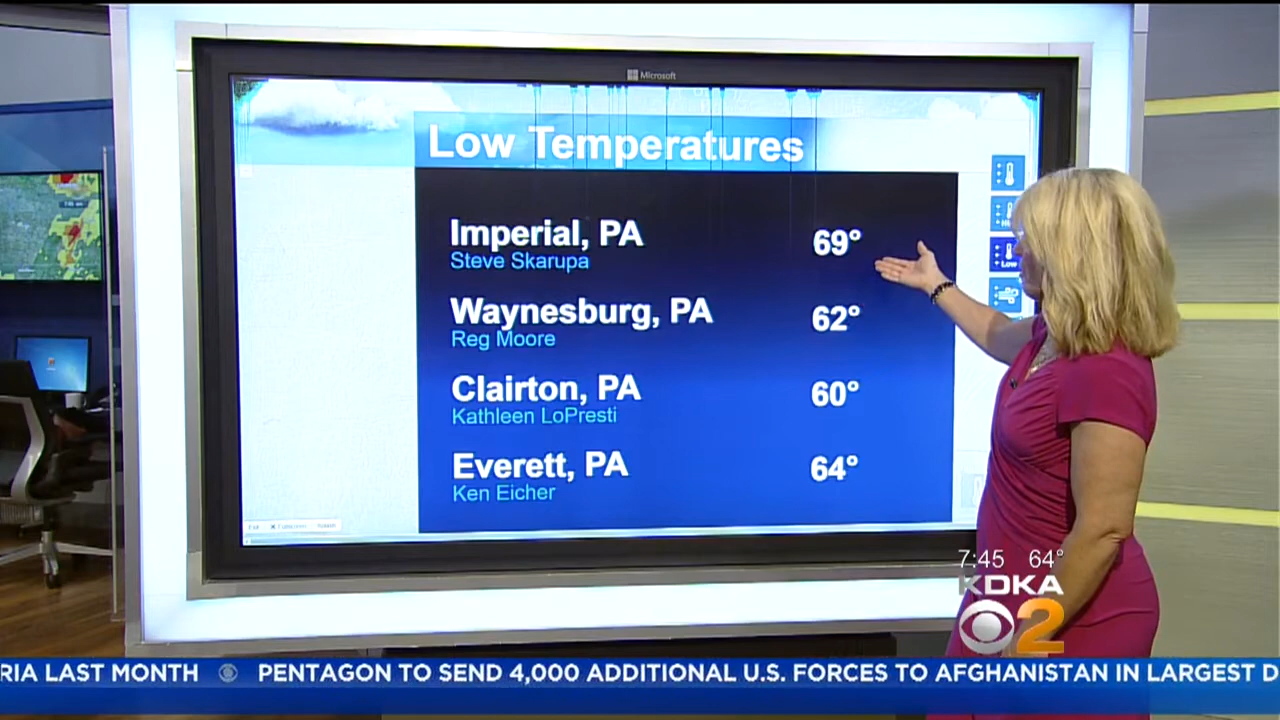 Microsoft
Low Temperatures
Imperial, PA 69°
Steve Skarupa
Waynesburg, PA 62°
Reg Moore
Clairton, PA 60°
Kathleen LoPresti
Everett, PA 64°
Ken Eicher
Low
7:45 64°
KDKA
2
RIA LAST MONTH PENTAGON TO SEND 4,000 ADDITIONAL U.S. FORCES TO AFGHANISTAN IN LARGEST D